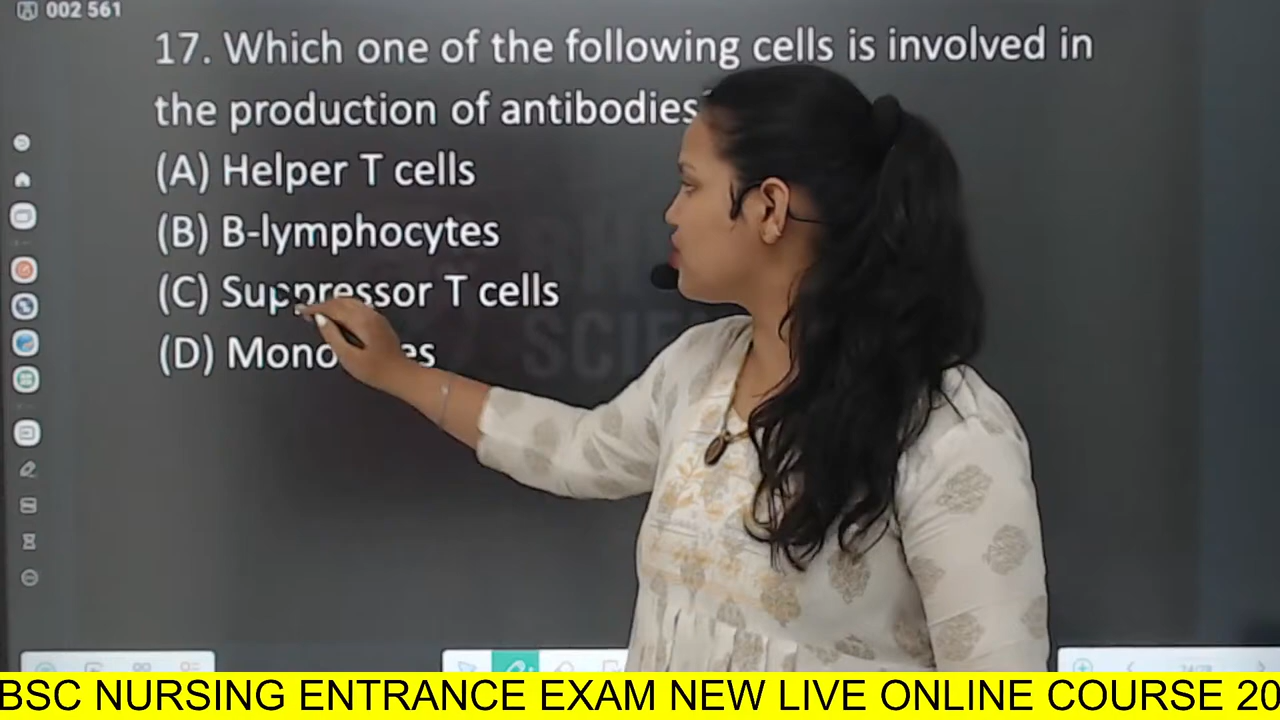 002 561
17. Which one of the following cells is involved in
the production of antibodies
(A) Helper T cells
(B) B-lymphocytes
(C) Suppressor T cells
(D)
BSC NURSING ENTRANCE EXAM NEW LIVE ONLINE COURSE 20